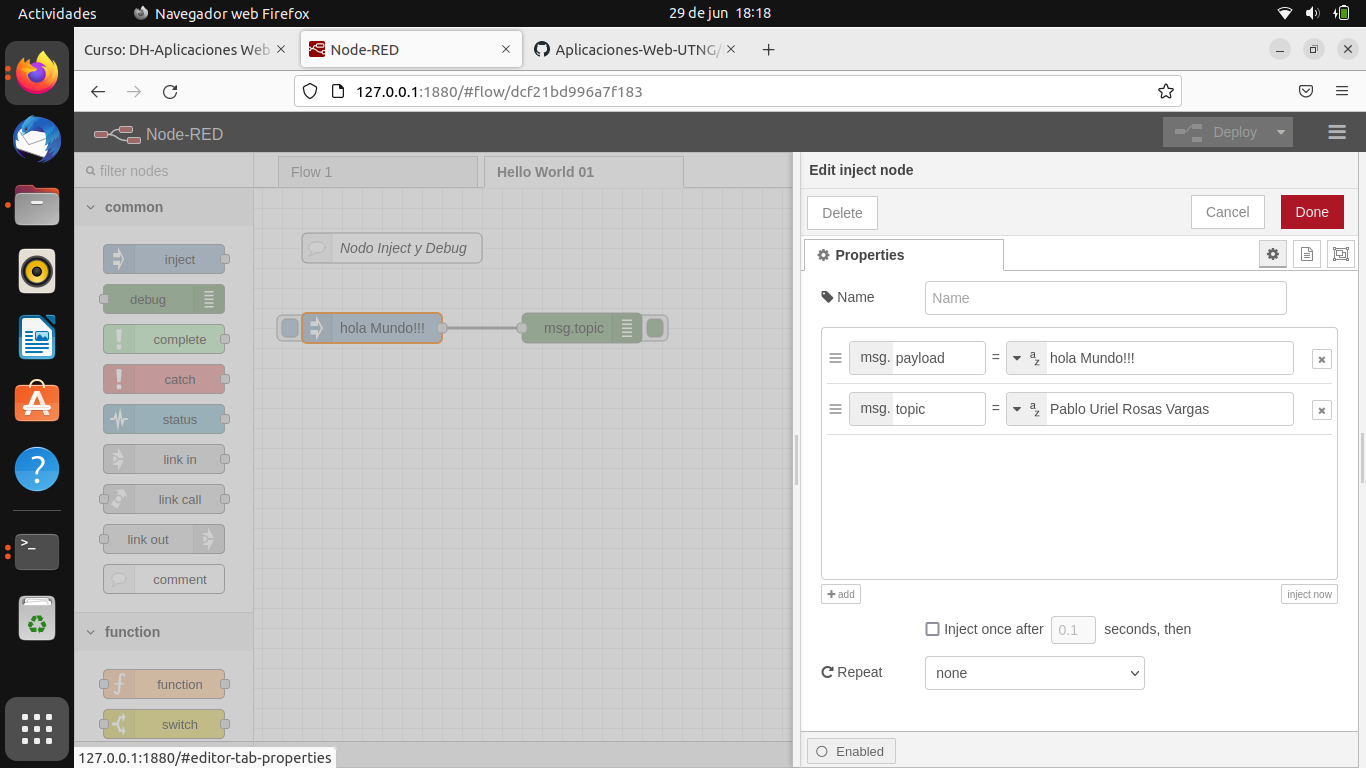 Actividades
Navegador web Firefox
29 de jun 18:18
Curso: DH-Aplicaciones Web
Node-RED
Aplicaciones-Web-UTNG/
127.0.0.1:1880/#flow/dcf21bd996a7f183
Node-RED
Deploy
filter nodes
Flow 1
Hello World 01
common
inject
debug
complete
catch
status
link in
link call
link out
comment
function
function
switch
Nodo Inject y Debug
hola Mundo!!!
msg.topic
Edit inject node
Delete
Cancel
Done
Properties
Name
Name
msg. payload = az hola Mundo!!!
msg. topic = az Pablo Uriel Rosas Vargas
add
inject now
Inject once after 0.1 seconds, then
Repeat
none
Enabled
127.0.0.1:1880/#editor-tab-properties